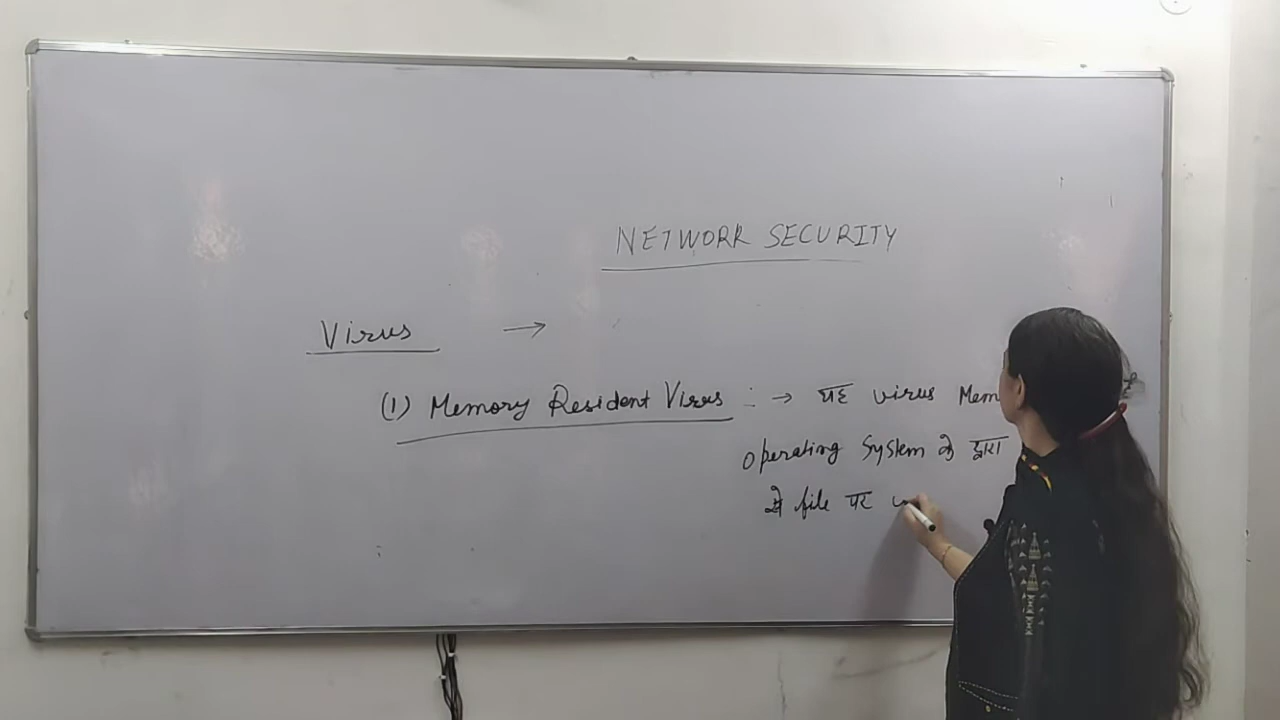 NETWORK SECURITY
Virus →
(1) Memory Resident Virus : → यह virus Mem
operating System के द्वारा
से file पर